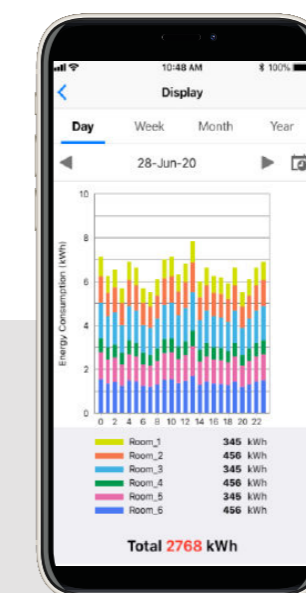 10:48 AM
100%
Display
Day Week Month Year
28-Jun-20
Energy Consumption (kWh)
10
8
6
4
2
0
0 2 4 6 8 10 12 14 16 18 20 22
Room_1 345 kWh
Room_2 456 kWh
Room_3 345 kWh
Room_4 456 kWh
Room_5 345 kWh
Room_6 456 kWh
Total 2768 kWh